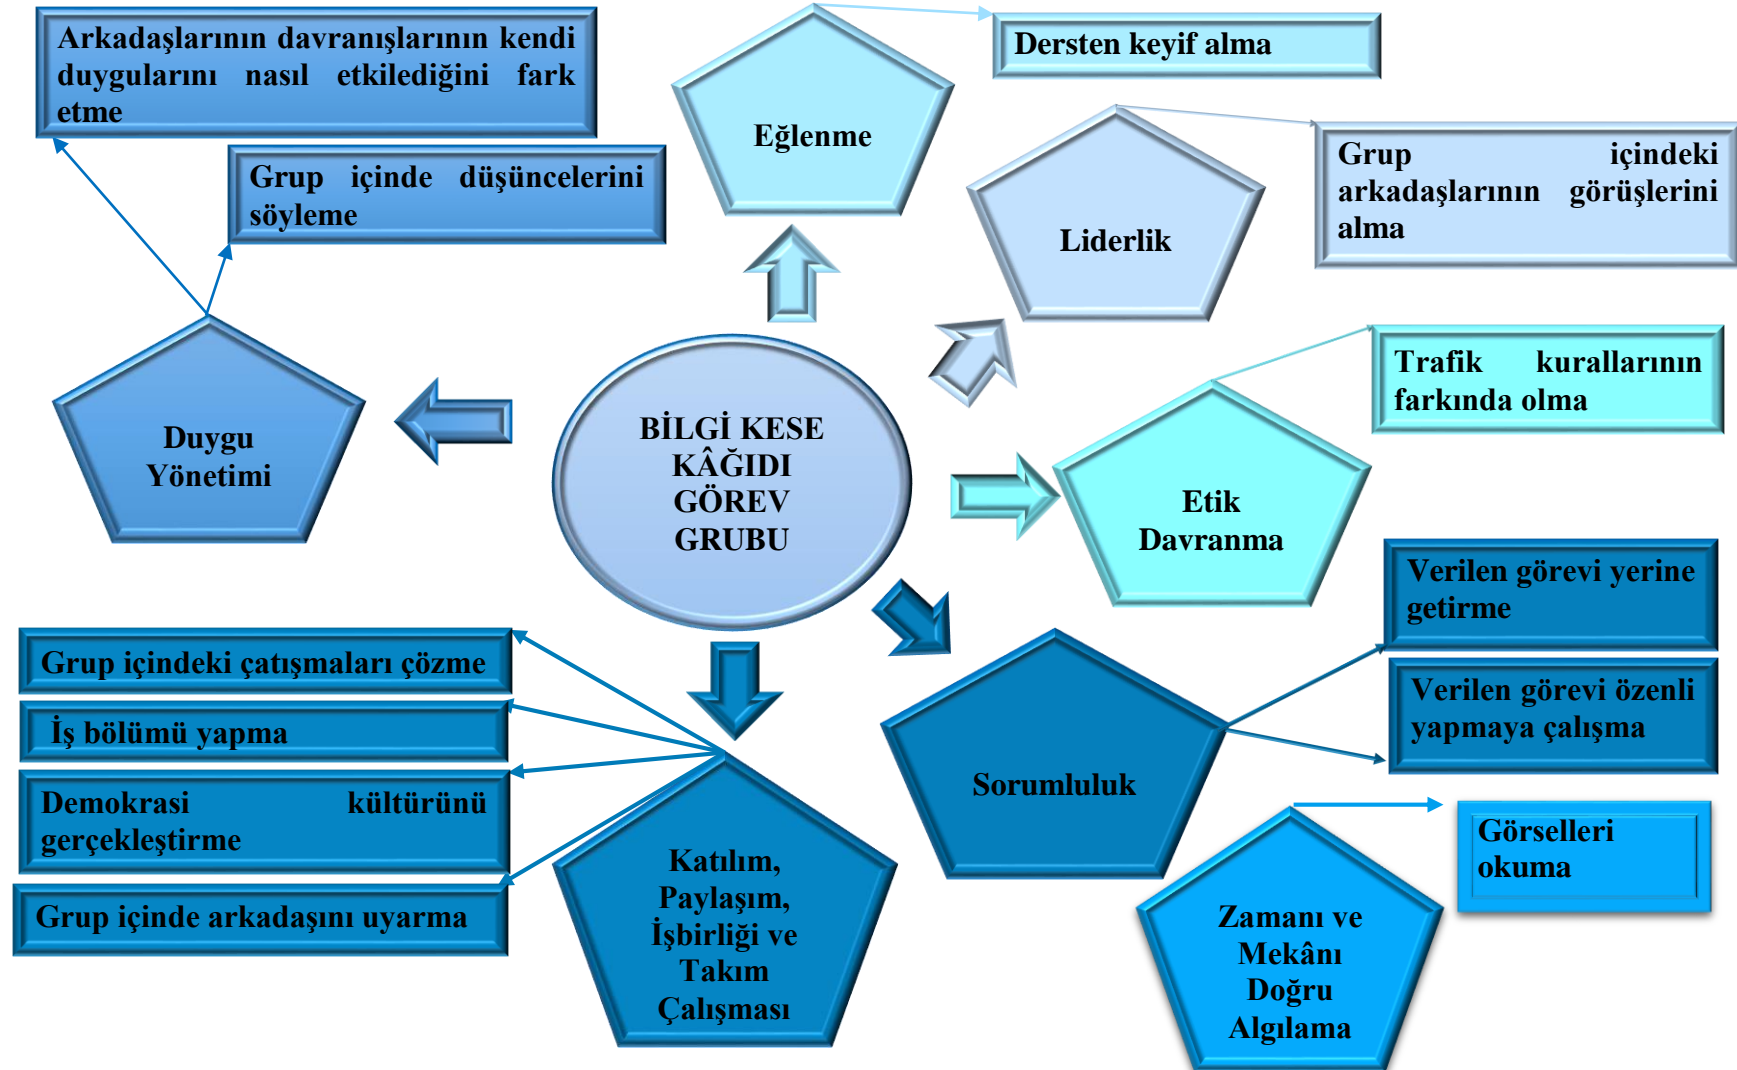 Arkadaşlarının davranışlarının kendi
duygularını nasıl etkilediğini fark
etme
Grup içinde düşüncelerini
söyleme
Duygu
Yönetimi
Eğlenme
Dersten keyif alma
Liderlik
Grup içindeki
arkadaşlarının görüşlerini
alma
BİLGİ KESE
KÂĞIDI
GÖREV
GRUBU
Etik
Davranma
Trafik kurallarının
farkında olma
Sorumluluk
Verilen görevi yerine
getirme
Verilen görevi özenli
yapmaya çalışma
Grup içindeki çatışmaları çözme
İş bölümü yapma
Demokrasi kültürünü
gerçekleştirme
Grup içinde arkadaşını uyarma
Katılım,
Paylaşım,
İşbirliği ve
Takım
Çalışması
Zamanı ve
Mekânı
Doğru
Algılama
Görselleri
okuma